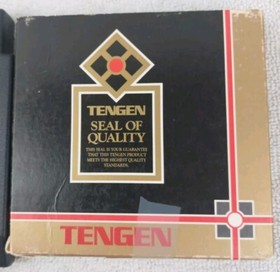 TENGEN
SEAL OF
QUALITY
THIS SEAL IS YOUR GUARANTEE
THAT THIS TENGEN PRODUCT
MEETS THE HIGHEST QUALITY
STANDARDS.
TENGEN